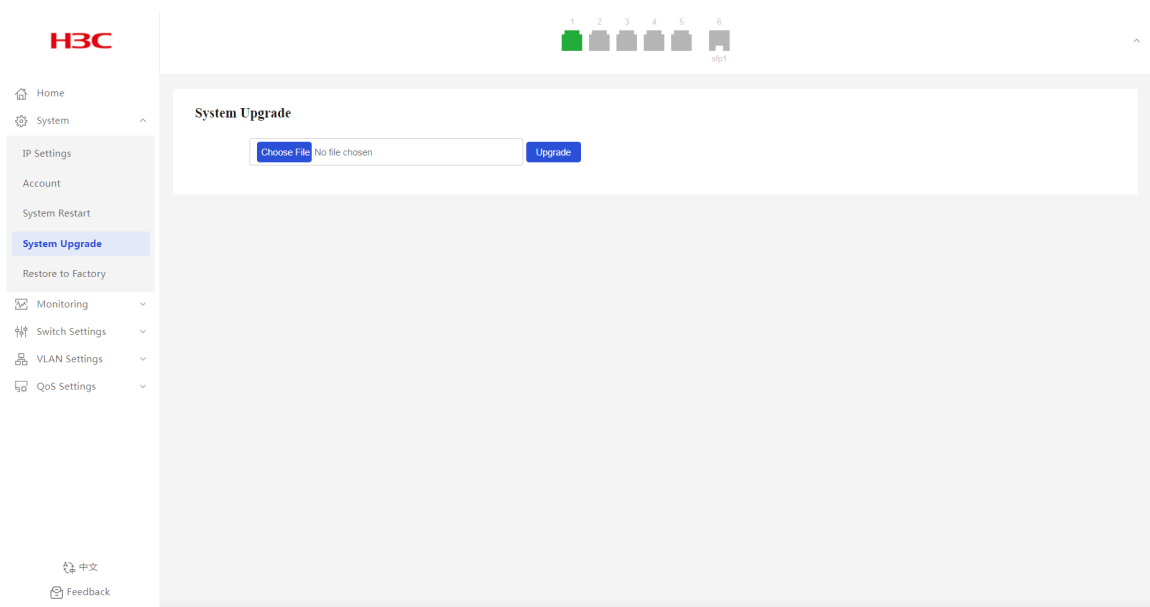 H3C
1 2 3 4 5 6
sfp1
Home
System
IP Settings
Account
System Restart
System Upgrade
Restore to Factory
Monitoring
Switch Settings
VLAN Settings
QoS Settings
中文
Feedback
System Upgrade
Choose File No file chosen Upgrade